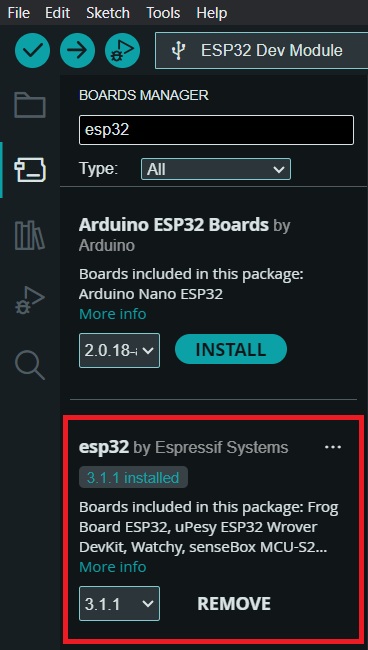 File Edit Sketch Tools Help
ESP32 Dev Module
BOARDS MANAGER
esp32
Type: All
Arduino ESP32 Boards by
Arduino
Boards included in this package:
Arduino Nano ESP32
More info
2.0.18-a INSTALL
esp32 by Espressif Systems ...
3.1.1 installed
Boards included in this package: Frog
Board ESP32, uPesy ESP32 Wrover
DevKit, Watchy, senseBox MCU-S2...
More info
3.1.1 REMOVE